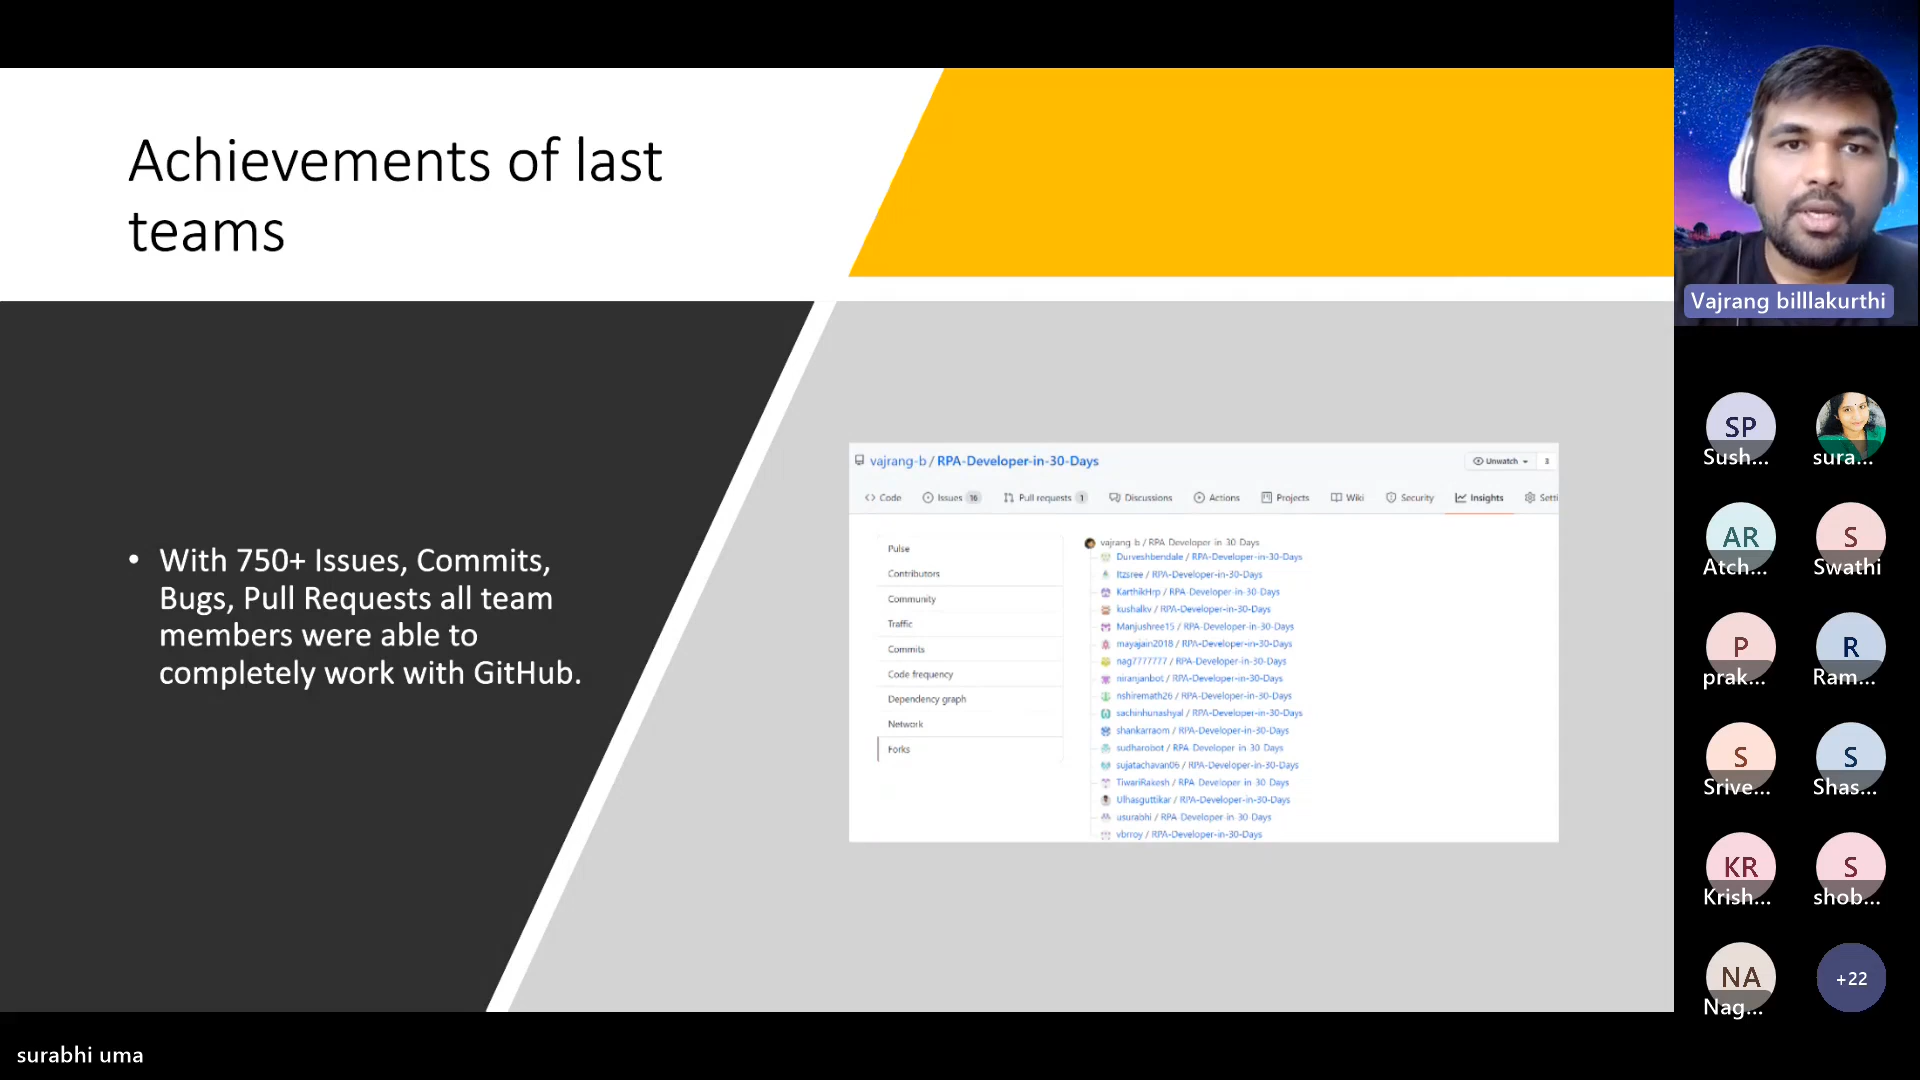 Achievements of last
teams
• With 750+ Issues, Commits,
Bugs, Pull Requests all team
members were able to
completely work with GitHub.
vajrang-b / RPA-Developer-in-30-Days
Unwatch 3
Code Issues 16 Pull requests 1 Discussions Actions Projects Wiki Security Insights Setti
Pulse
Contributors
Community
Traffic
Commits
Code frequency
Dependency graph
Network
Forks
vajrang-b / RPA-Developer-in-30-Days
Durveshbendale / RPA-Developer-in-30-Days
Itzsree / RPA-Developer-in-30-Days
KarthikHrp / RPA-Developer-in-30-Days
kushalkv / RPA-Developer-in-30-Days
Manjushree15 / RPA-Developer-in-30-Days
mayajain2018 / RPA-Developer-in-30-Days
nag7777777 / RPA-Developer-in-30-Days
niranjanbot / RPA-Developer-in-30-Days
nshiremath26 / RPA-Developer-in-30-Days
sachinhunashyal / RPA-Developer-in-30-Days
shankarraom / RPA-Developer-in-30-Days
sudharobot / RPA-Developer-in-30-Days
sujatachavan06 / RPA-Developer-in-30-Days
TiwariRakesh / RPA-Developer-in-30-Days
Ulhasguttikar / RPA-Developer-in-30-Days
usurabhi / RPA-Developer-in-30-Days
vbrroy / RPA-Developer-in-30-Days
Vajrang billlakurthi
SP
Sush...
sura...
AR
Atch...
S
Swathi
P
prak...
R
Ram...
S
Srive...
S
Shas...
KR
Krish...
S
shob...
NA
Nag...
+22
surabhi uma